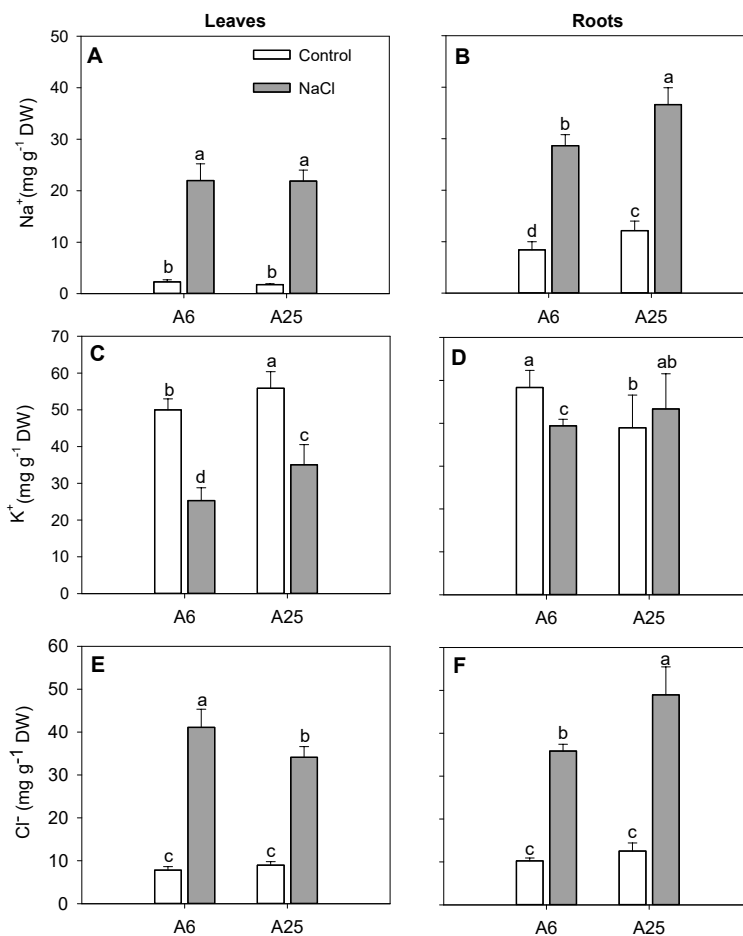 Leaves
Roots
A
Control
NaCl
B
Na⁺(mg g⁻¹ DW)
50
40
30
20
10
0
b
a
b
a
d
b
c
a
A6
A25
A6
A25
C
D
K⁺(mg g⁻¹ DW)
70
60
50
40
30
20
10
0
b
d
a
c
a
c
b
ab
A6
A25
A6
A25
E
F
Cl⁻ (mg g⁻¹ DW)
60
50
40
30
20
10
0
c
a
c
b
c
b
c
a
A6
A25
A6
A25